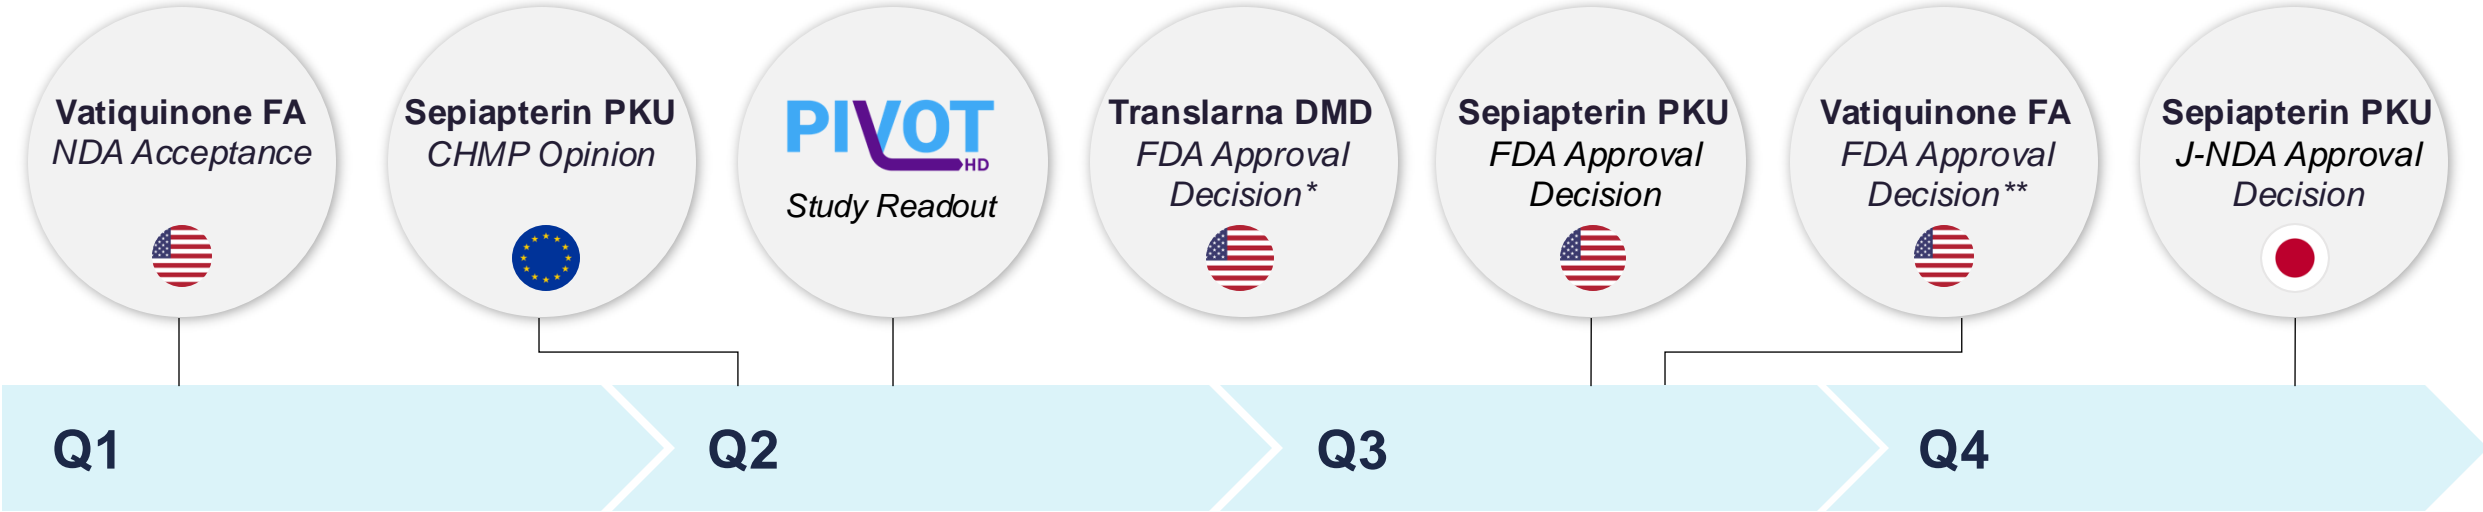 Vatiquinone FA
NDA Acceptance
Sepiapterin PKU
CHMP Opinion
PIVOT
HD
Study Readout
Translarna DMD
FDA Approval
Decision*
Sepiapterin PKU
FDA Approval
Decision
Vatiquinone FA
FDA Approval
Decision**
Sepiapterin PKU
J-NDA Approval
Decision
Q1
Q2
Q3
Q4